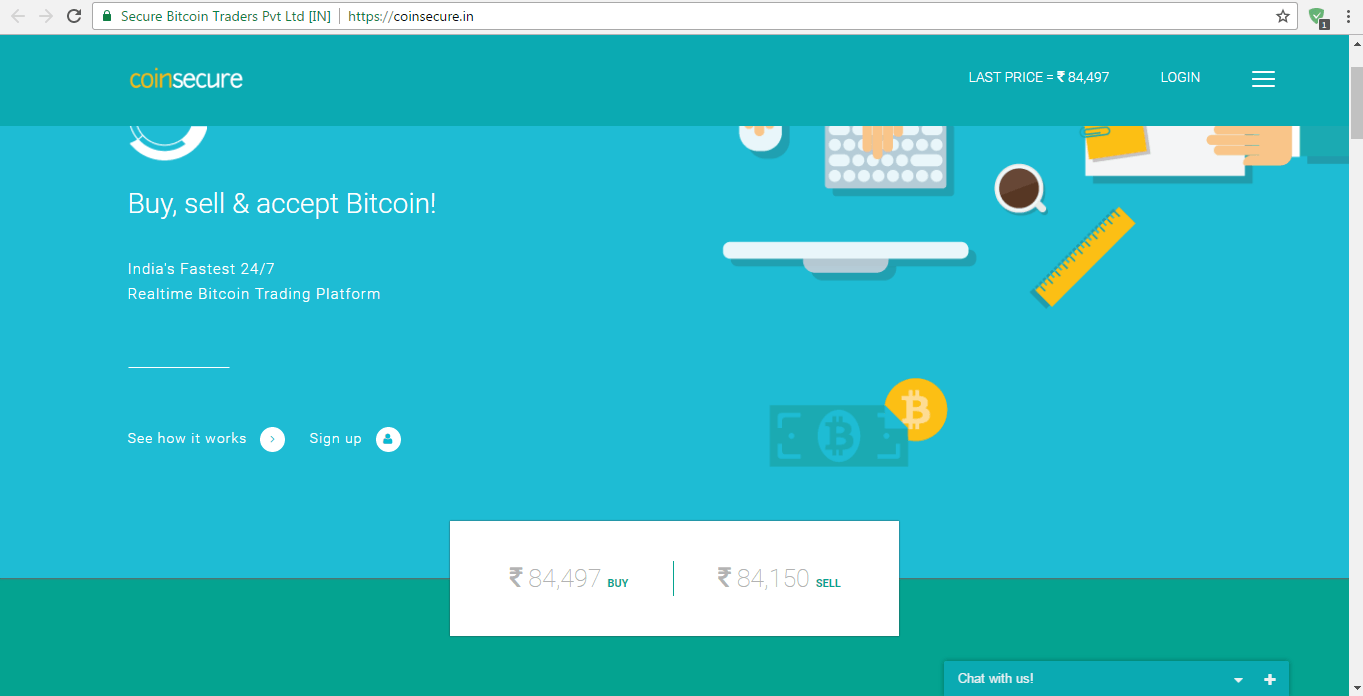 Secure Bitcoin Traders Pvt Ltd [IN] https://coinsecure.in
1
coinsecure
LAST PRICE = ₹ 84,497 LOGIN
Buy, sell & accept Bitcoin!
India's Fastest 24/7
Realtime Bitcoin Trading Platform
See how it works Sign up
₹ 84,497 BUY ₹ 84,150 SELL
Chat with us!